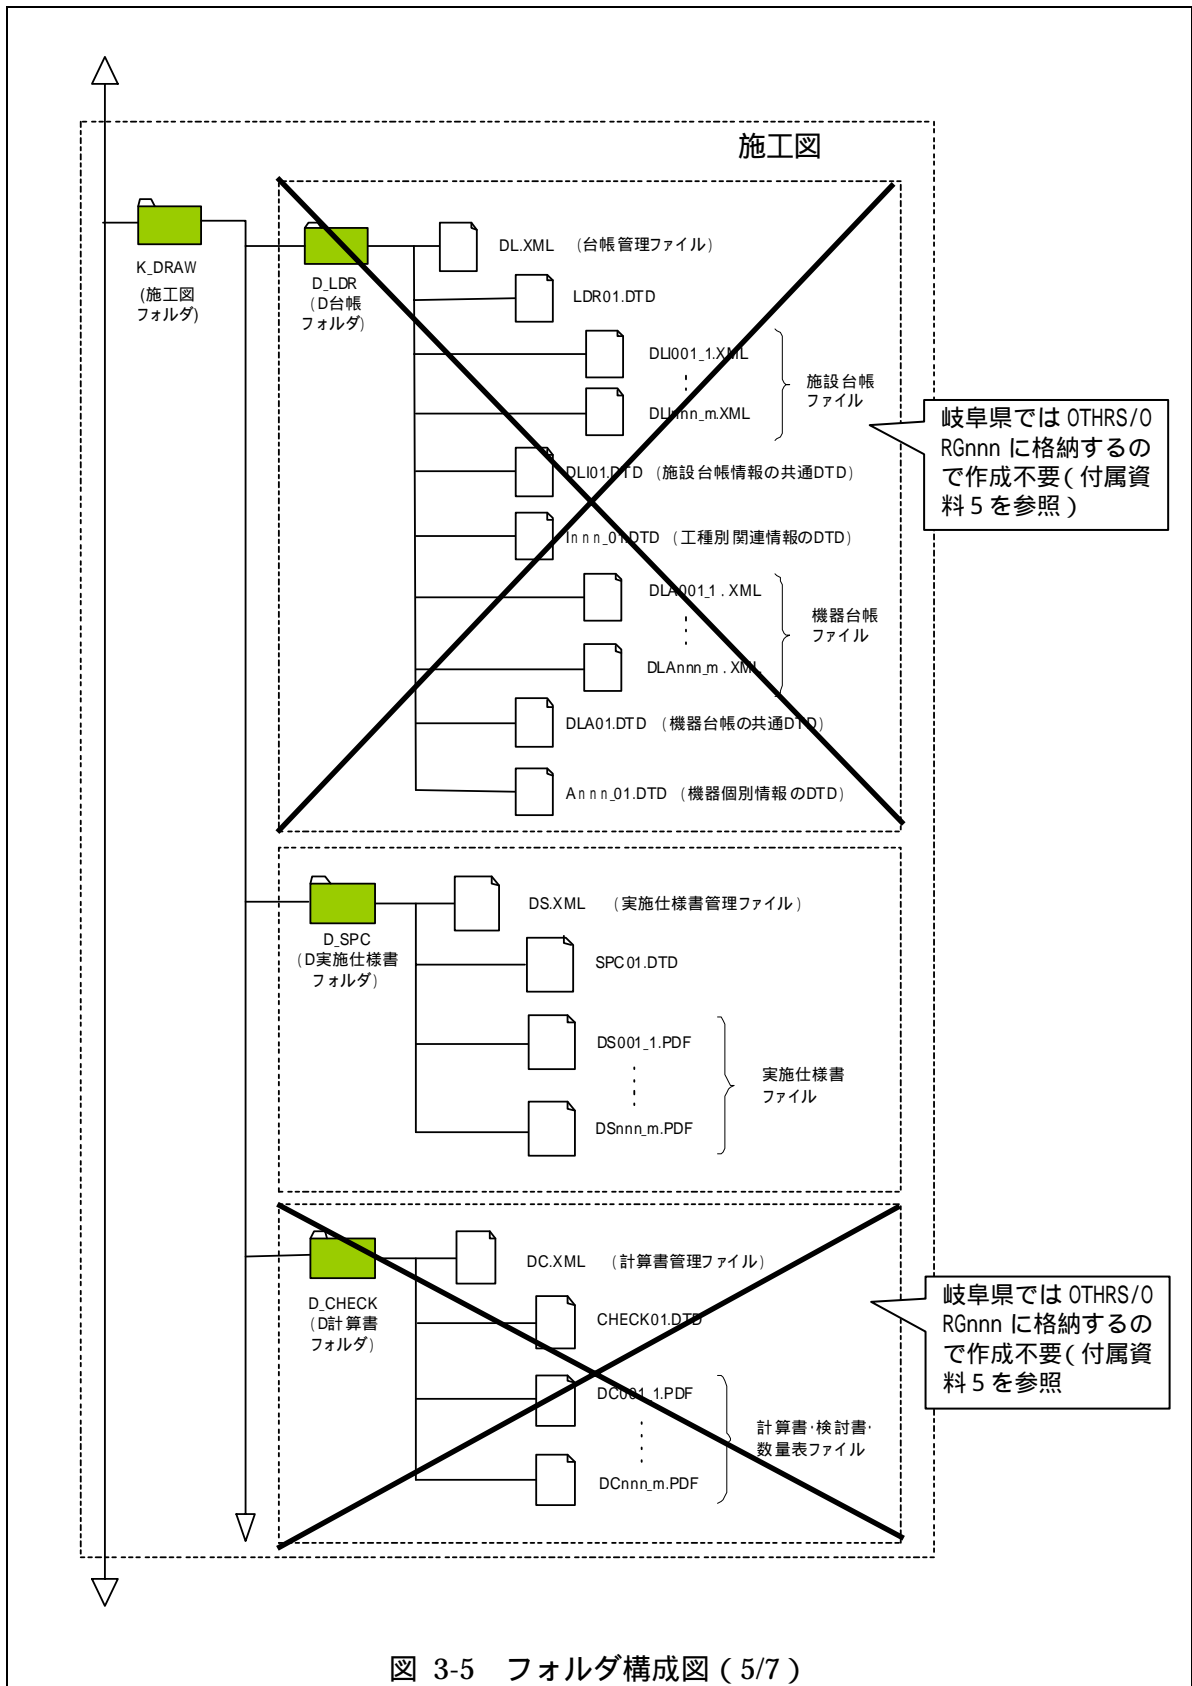 施工図
K_DRAW
(施工図
フォルダ)
D_LDR
(D台帳
フォルダ)
DL.XML (台帳管理ファイル)
LDR01.DTD
DLI001_1.XML
DLInnn_m.XML
施設台帳
ファイル
DLI01.DTD (施設台帳情報の共通DTD)
Innn_01.DTD (工種別関連情報のDTD)
DLA001_1.XML
DLAnnn_m.XML
機器台帳
ファイル
DLA01.DTD (機器台帳の共通DTD)
Annn_01.DTD (機器個別情報のDTD)
岐阜県では OTHRS/O
RGnnn に格納するの
で作成不要(付属資
料5を参照)
D_SPC
(D実施仕様書
フォルダ)
DS.XML (実施仕様書管理ファイル)
SPC01.DTD
DS001_1.PDF
DSnnn_m.PDF
実施仕様書
ファイル
D_CHECK
(D計算書
フォルダ)
DC.XML (計算書管理ファイル)
CHECK01.DTD
DC001_1.PDF
DCnnn_m.PDF
計算書・検討書・
数量表ファイル
岐阜県では OTHRS/O
RGnnn に格納するの
で作成不要(付属資
料5を参照
図 3-5 フォルダ構成図(5/7)